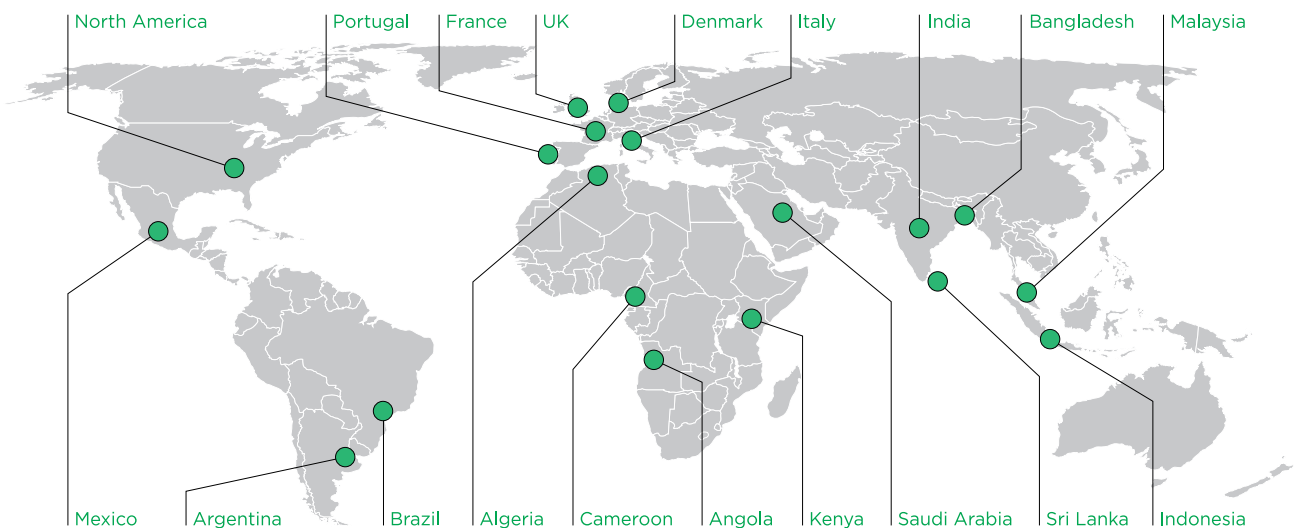 North America
Portugal
France
UK
Denmark
Italy
India
Bangladesh
Malaysia
Mexico
Argentina
Brazil
Algeria
Cameroon
Angola
Kenya
Saudi Arabia
Sri Lanka
Indonesia